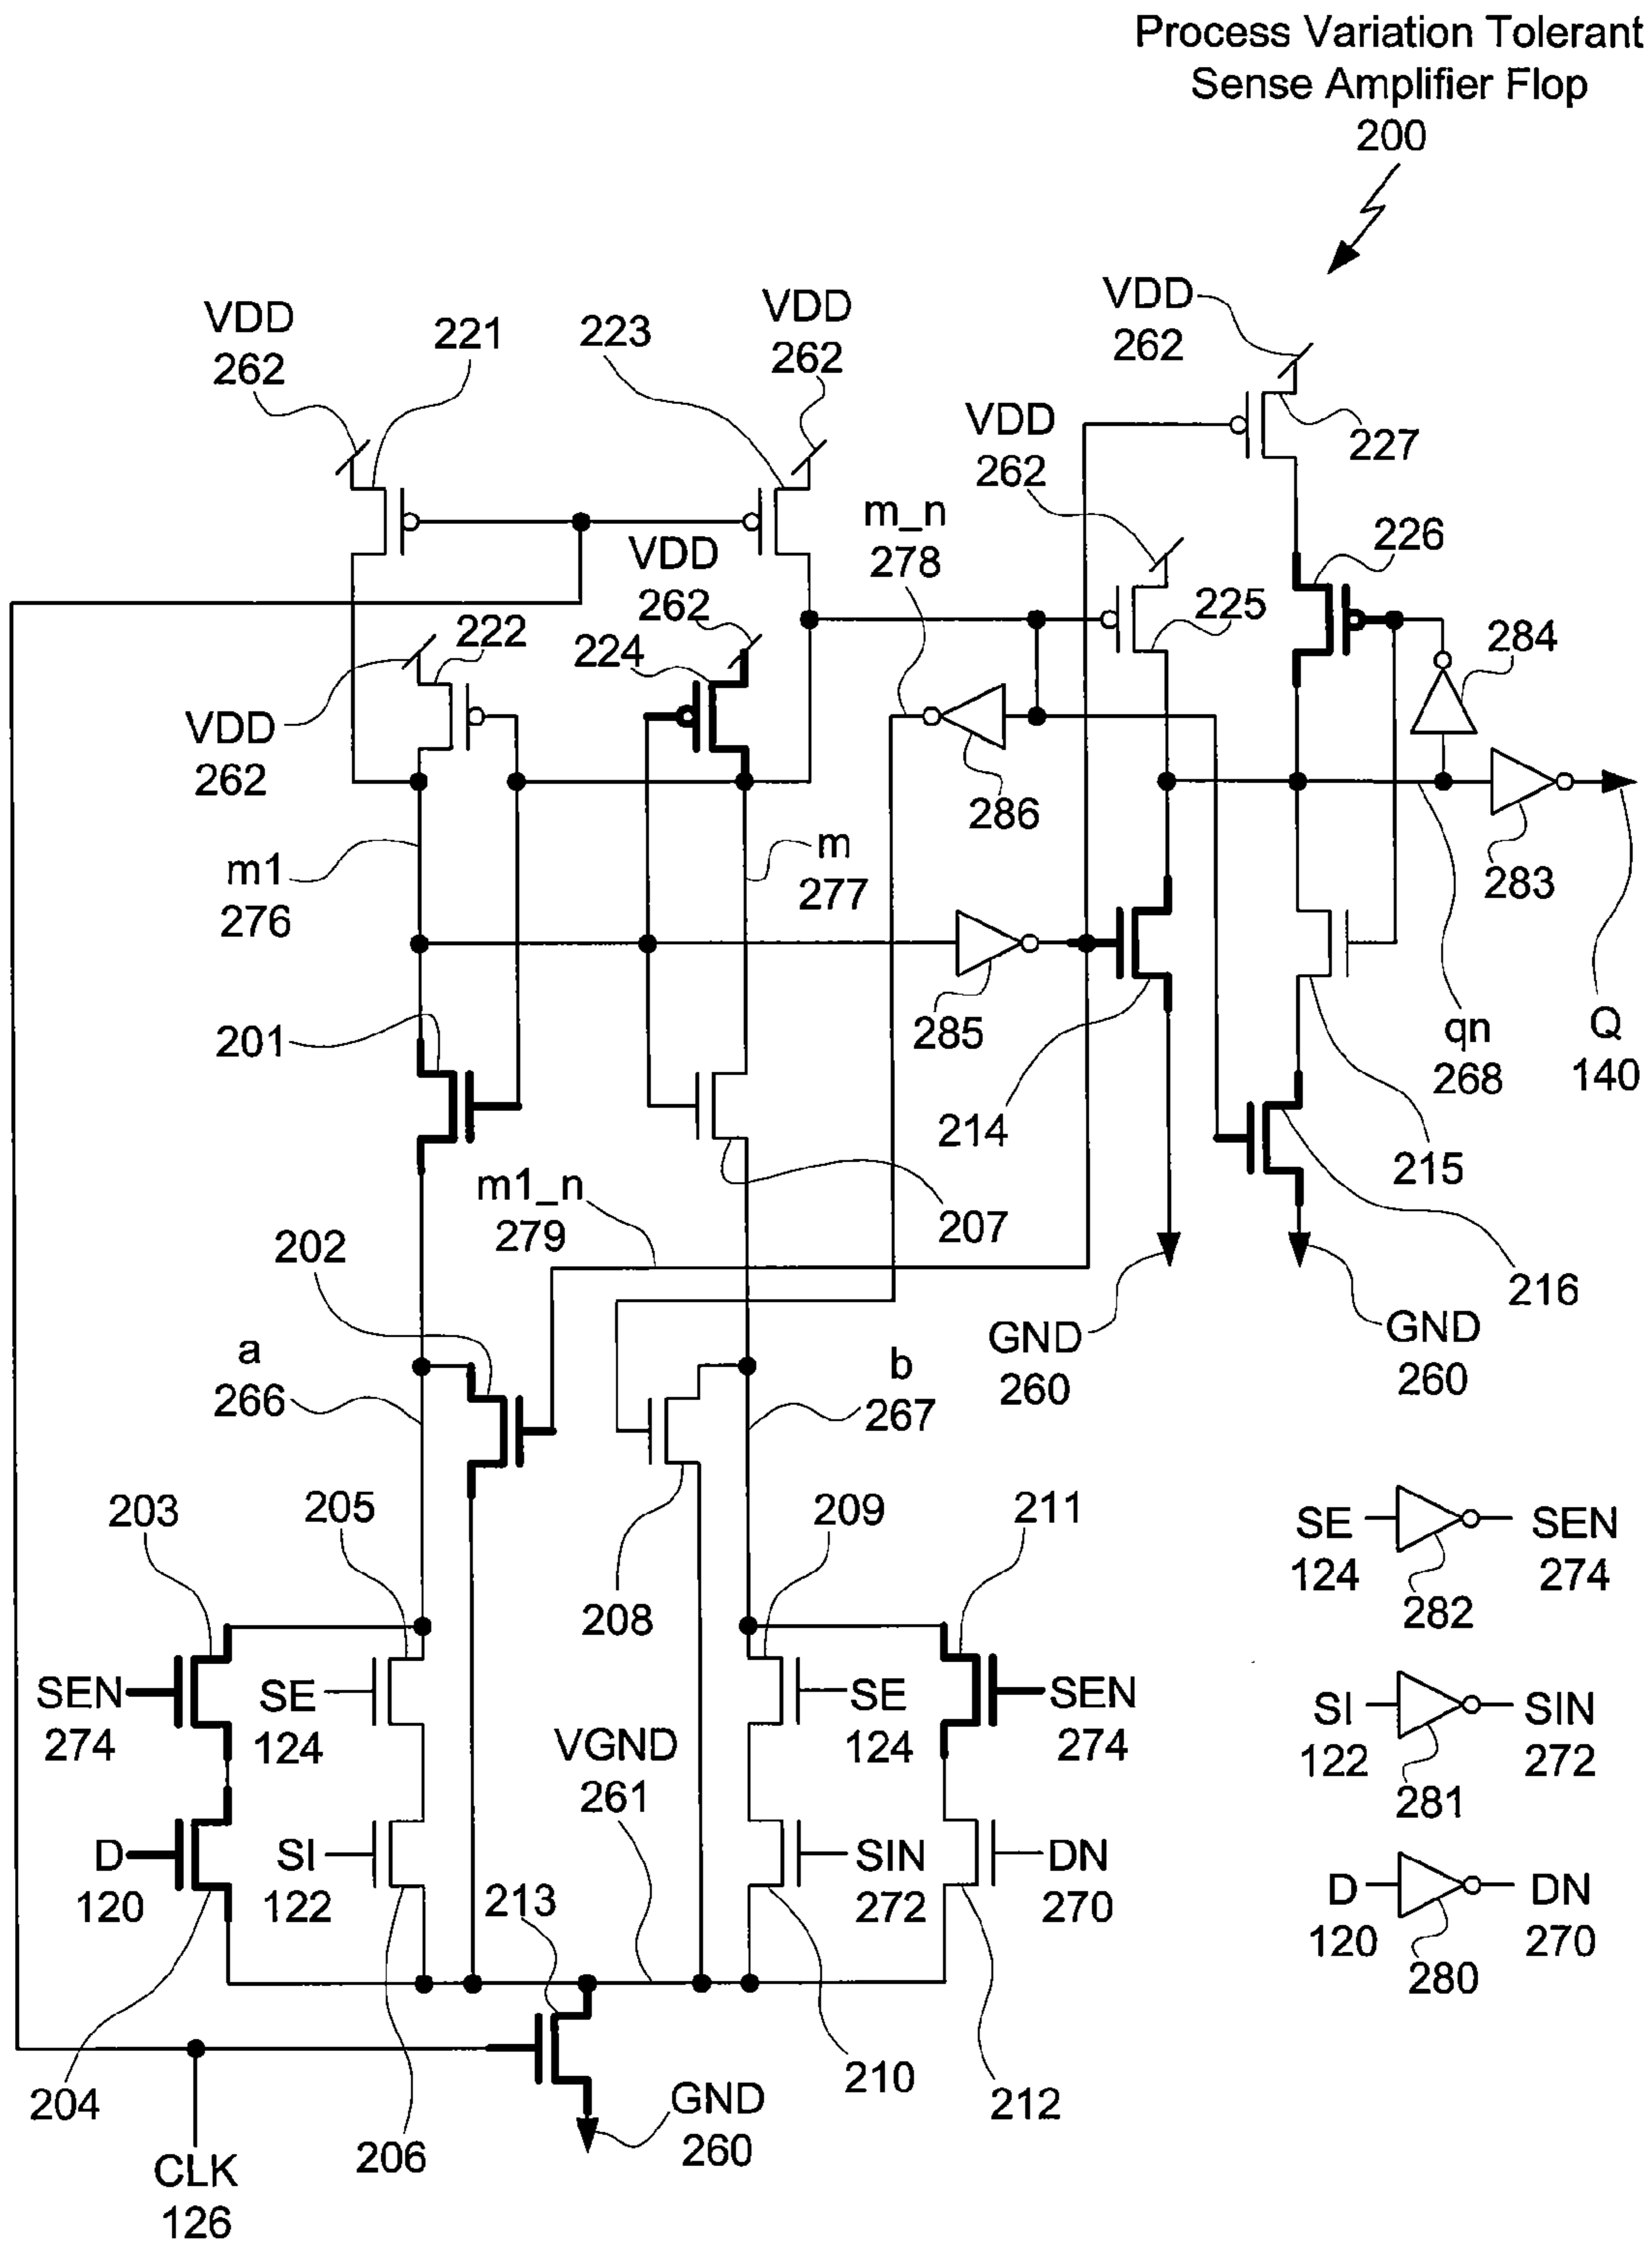 Process Variation Tolerant
Sense Amplifier Flop
200
VDD
262
221
223
VDD
262
VDD
262
227
VDD
262
m_n
278
VDD
262
226
222
224
225
284
VDD
262
286
283
m1
276
m
277
201
285
qn
268
Q
140
214
215
m1_n
279
207
202
216
GND
260
GND
260
a
266
b
267
203
205
209
211
SE
124
SEN
274
282
208
SEN
274
SE
124
SE
124
SEN
274
VGND
261
SI
122
SIN
272
281
D
120
SI
122
213
SIN
272
DN
270
D
120
DN
270
280
204
206
GND
260
210
212
CLK
126